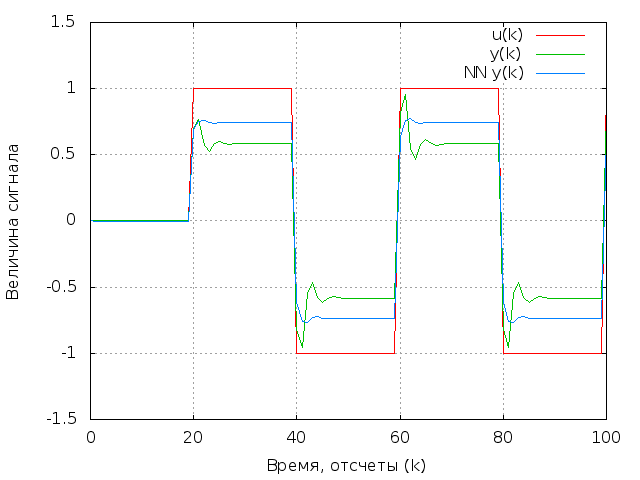 1.5
u(k)
y(k)
NN y(k)
1
0.5
0
-0.5
-1
-1.5
Величина сигнала
0 20 40 60 80 100
Время, отсчеты (k)